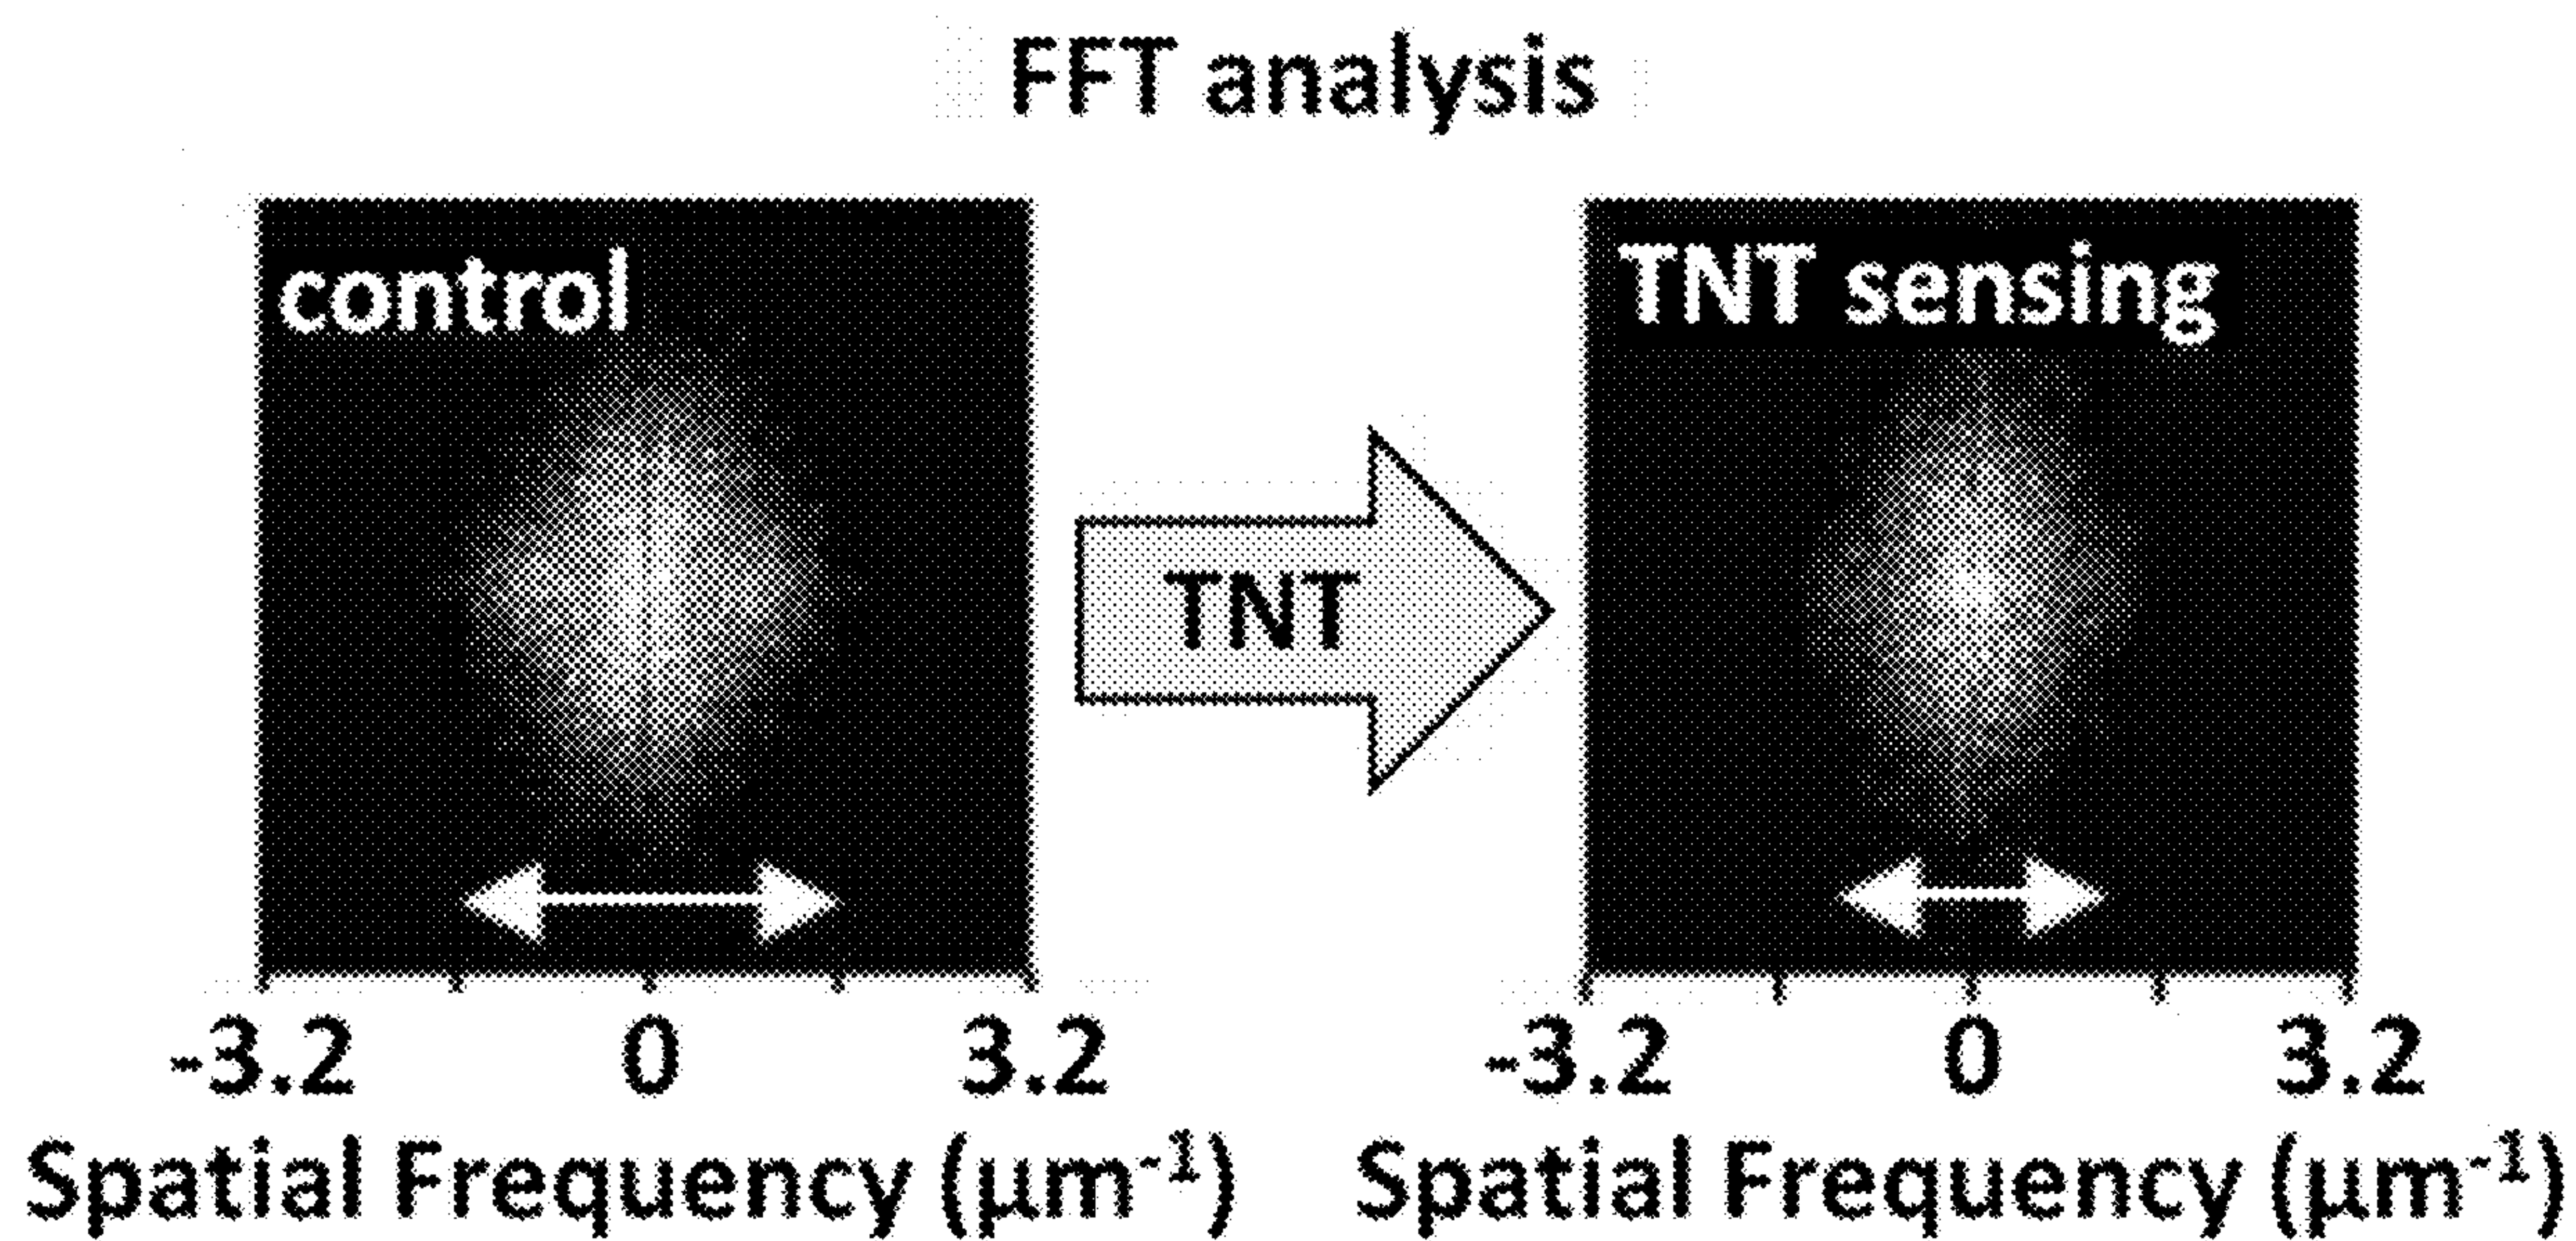 FFT analysis
control
TNT sensing
TNT
-3.2 0 3.2
Spatial Frequency (μm⁻¹)
-3.2 0 3.2
Spatial Frequency (μm⁻¹)